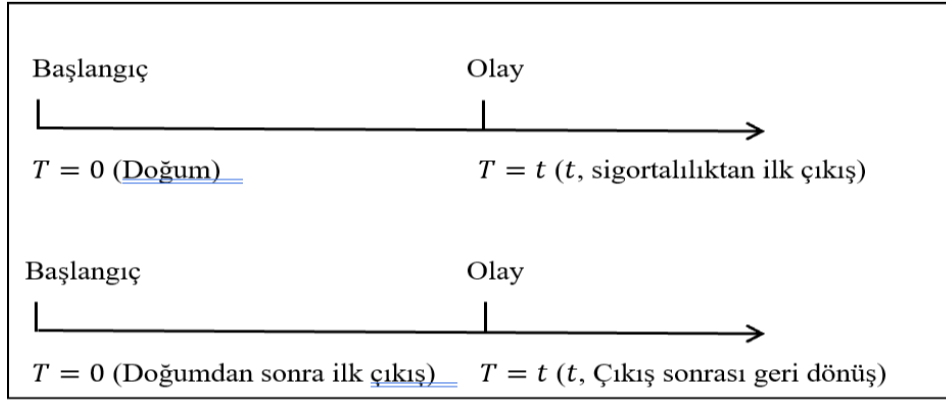 Başlangıç Olay
T = 0 (Doğum) T = t (t, sigortalılıktan ilk çıkış)
Başlangıç Olay
T = 0 (Doğumdan sonra ilk çıkış) T = t (t, Çıkış sonrası geri dönüş)